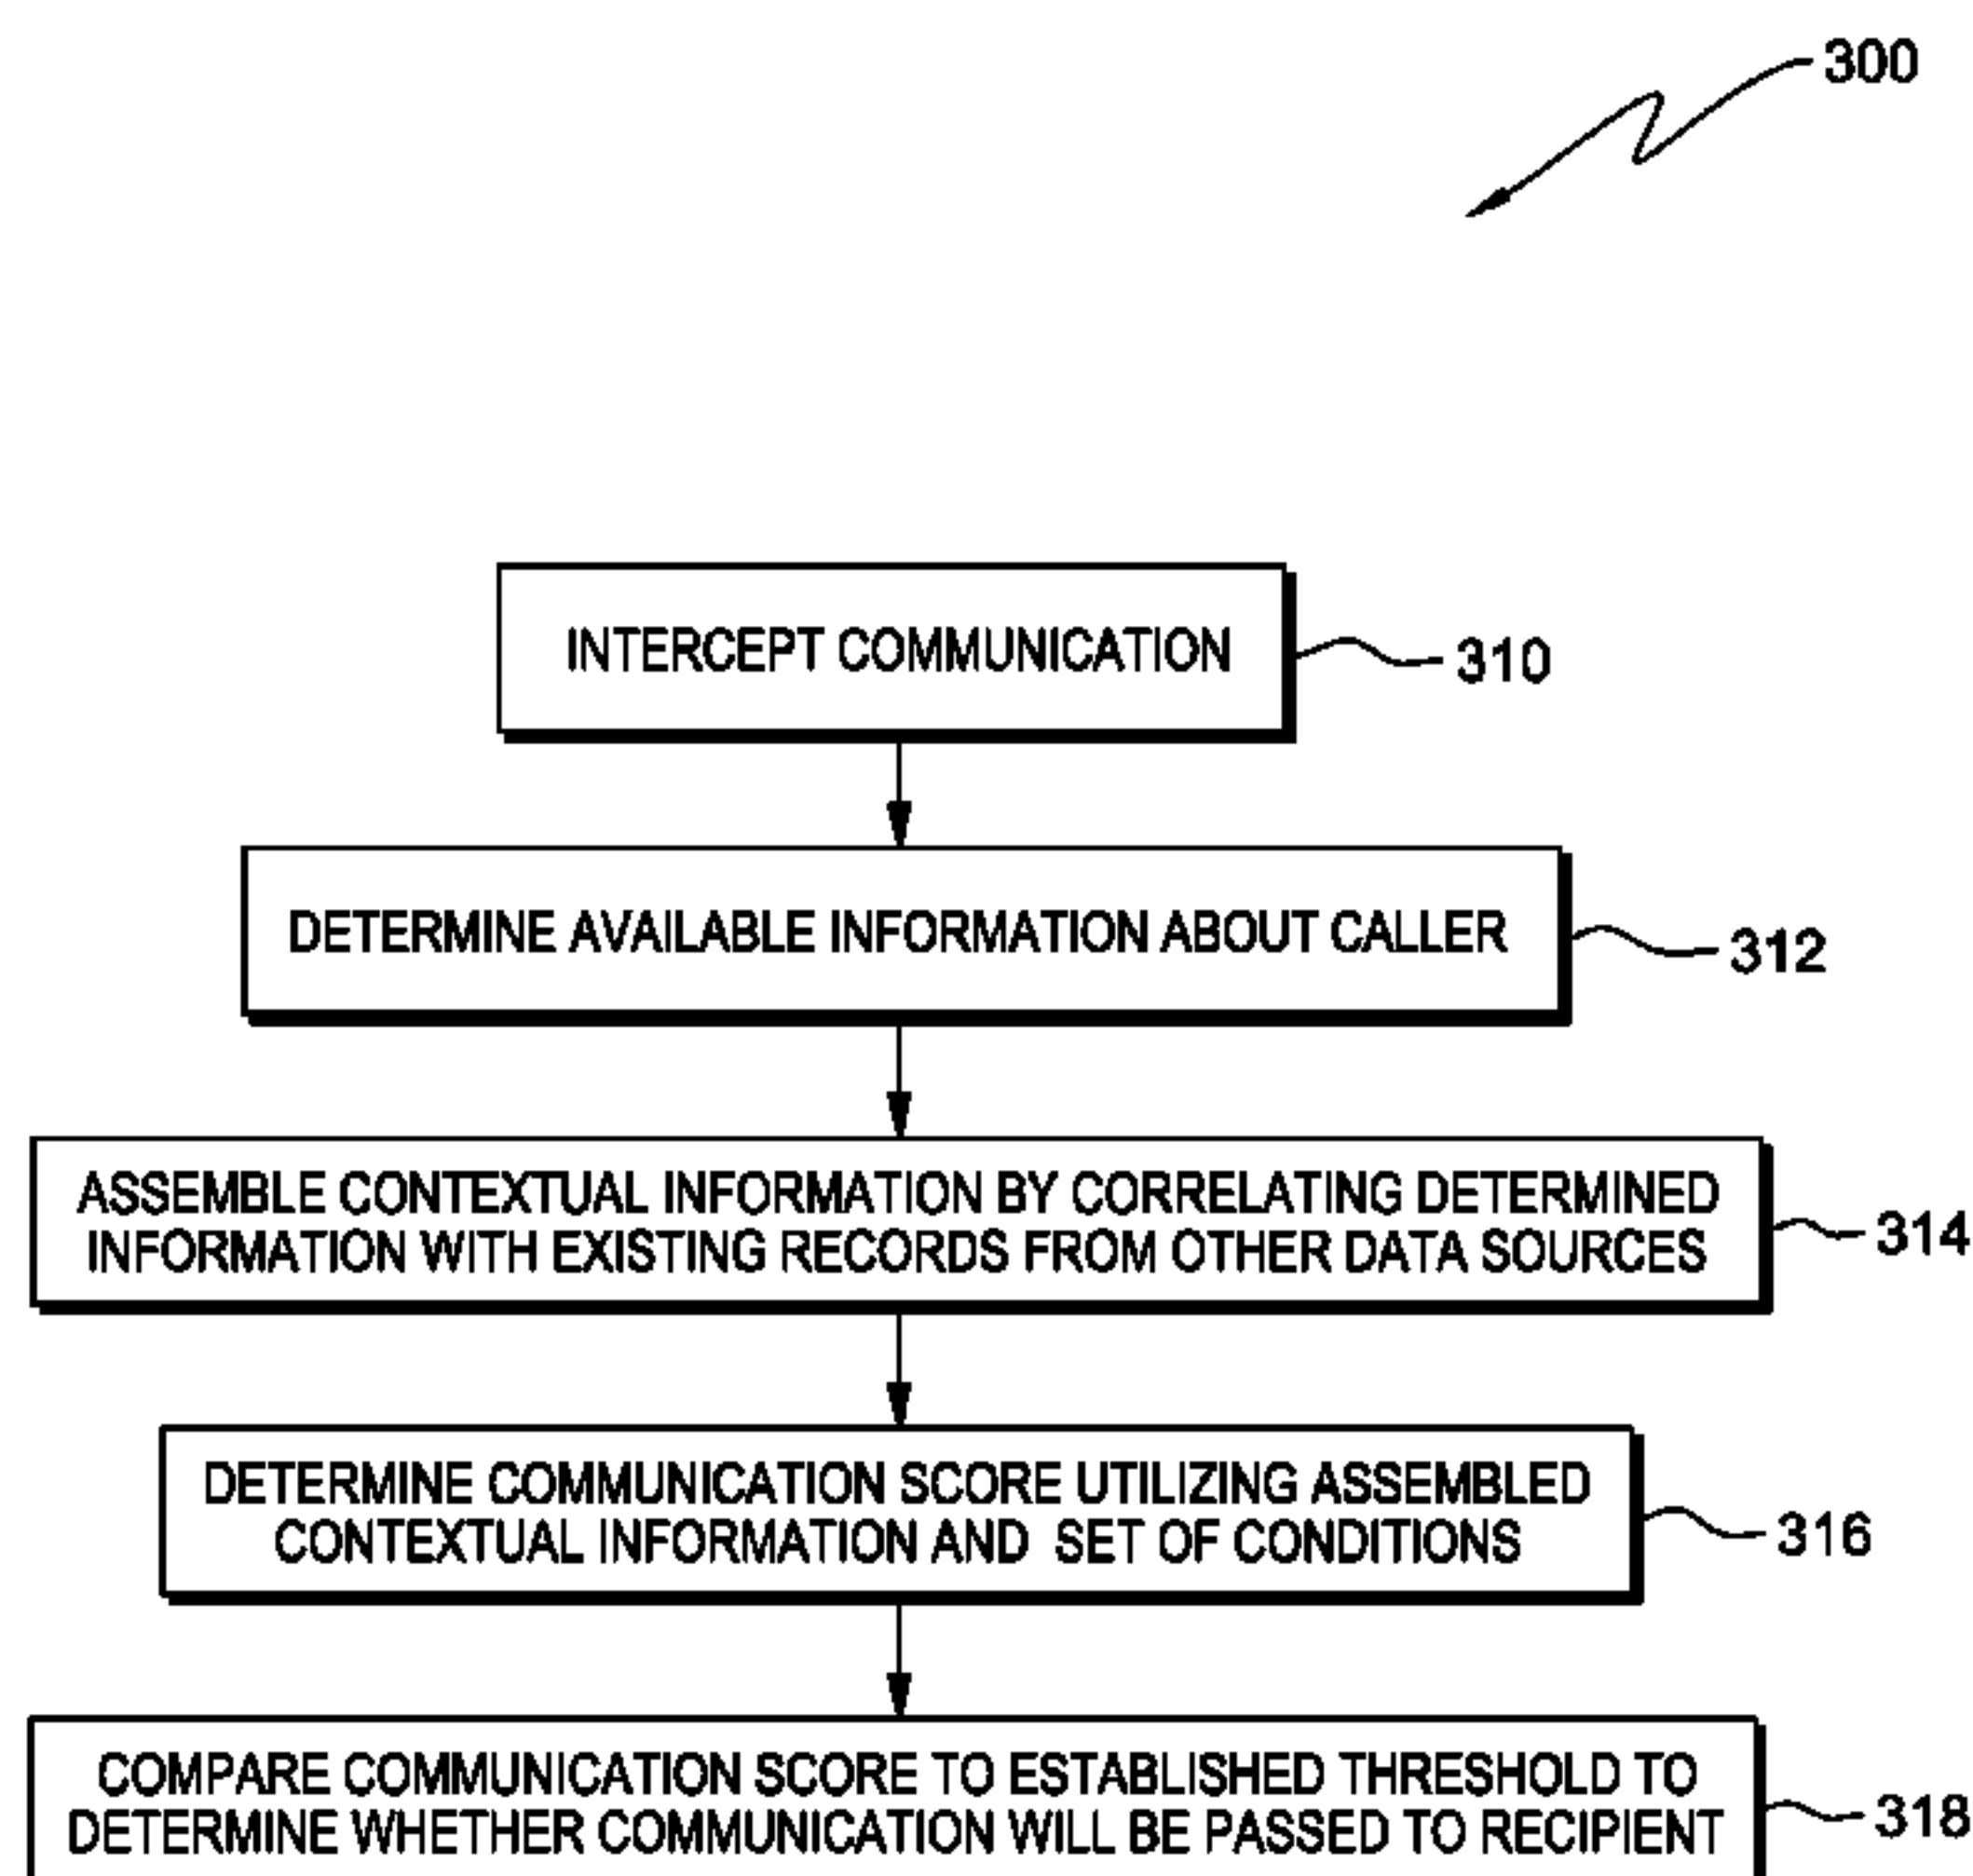 300
INTERCEPT COMMUNICATION
310
DETERMINE AVAILABLE INFORMATION ABOUT CALLER
312
ASSEMBLE CONTEXTUAL INFORMATION BY CORRELATING DETERMINED
INFORMATION WITH EXISTING RECORDS FROM OTHER DATA SOURCES
314
DETERMINE COMMUNICATION SCORE UTILIZING ASSEMBLED
CONTEXTUAL INFORMATION AND SET OF CONDITIONS
316
COMPARE COMMUNICATION SCORE TO ESTABLISHED THRESHOLD TO
DETERMINE WHETHER COMMUNICATION WILL BE PASSED TO RECIPIENT
318